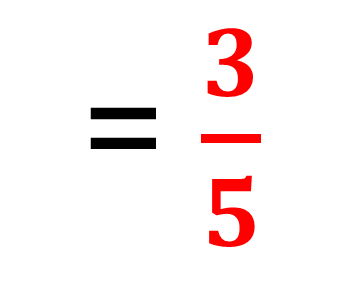 = 3/5